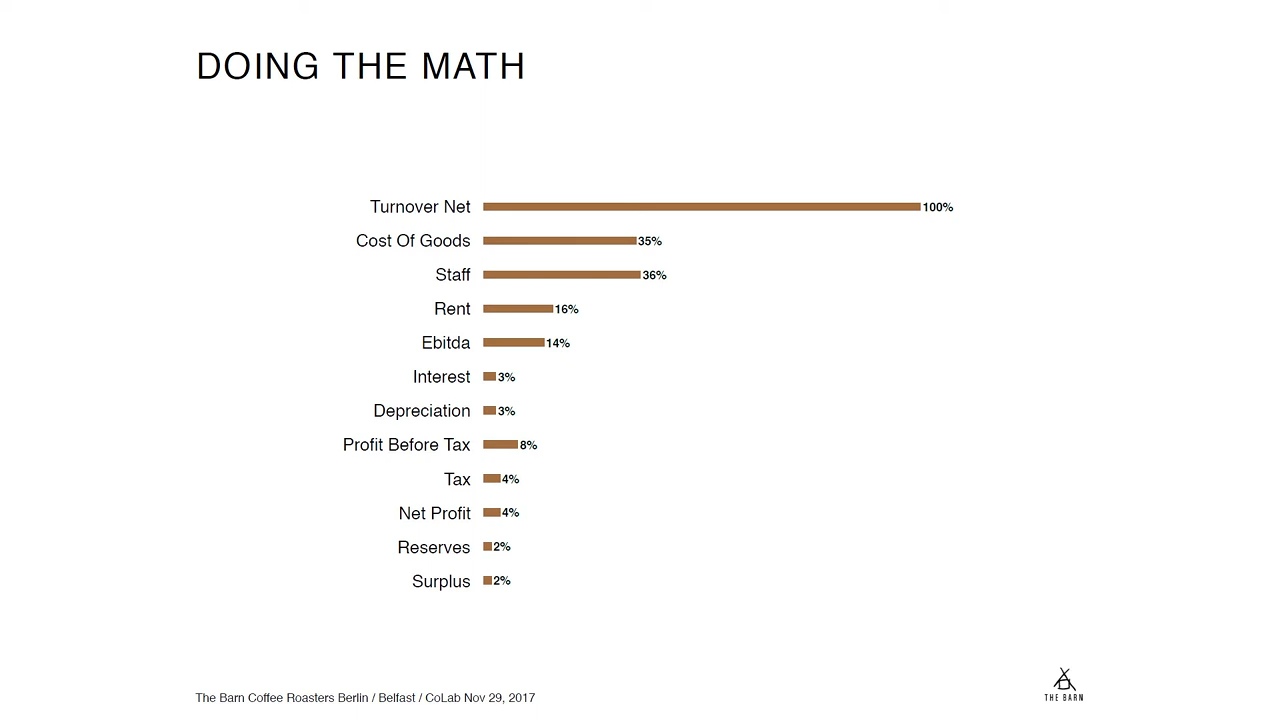 DOING THE MATH
Turnover Net 100%
Cost Of Goods 35%
Staff 36%
Rent 16%
Ebitda 14%
Interest 3%
Depreciation 3%
Profit Before Tax 8%
Tax 4%
Net Profit 4%
Reserves 2%
Surplus 2%
The Barn Coffee Roasters Berlin / Belfast / CoLab Nov 29, 2017
THE BARN